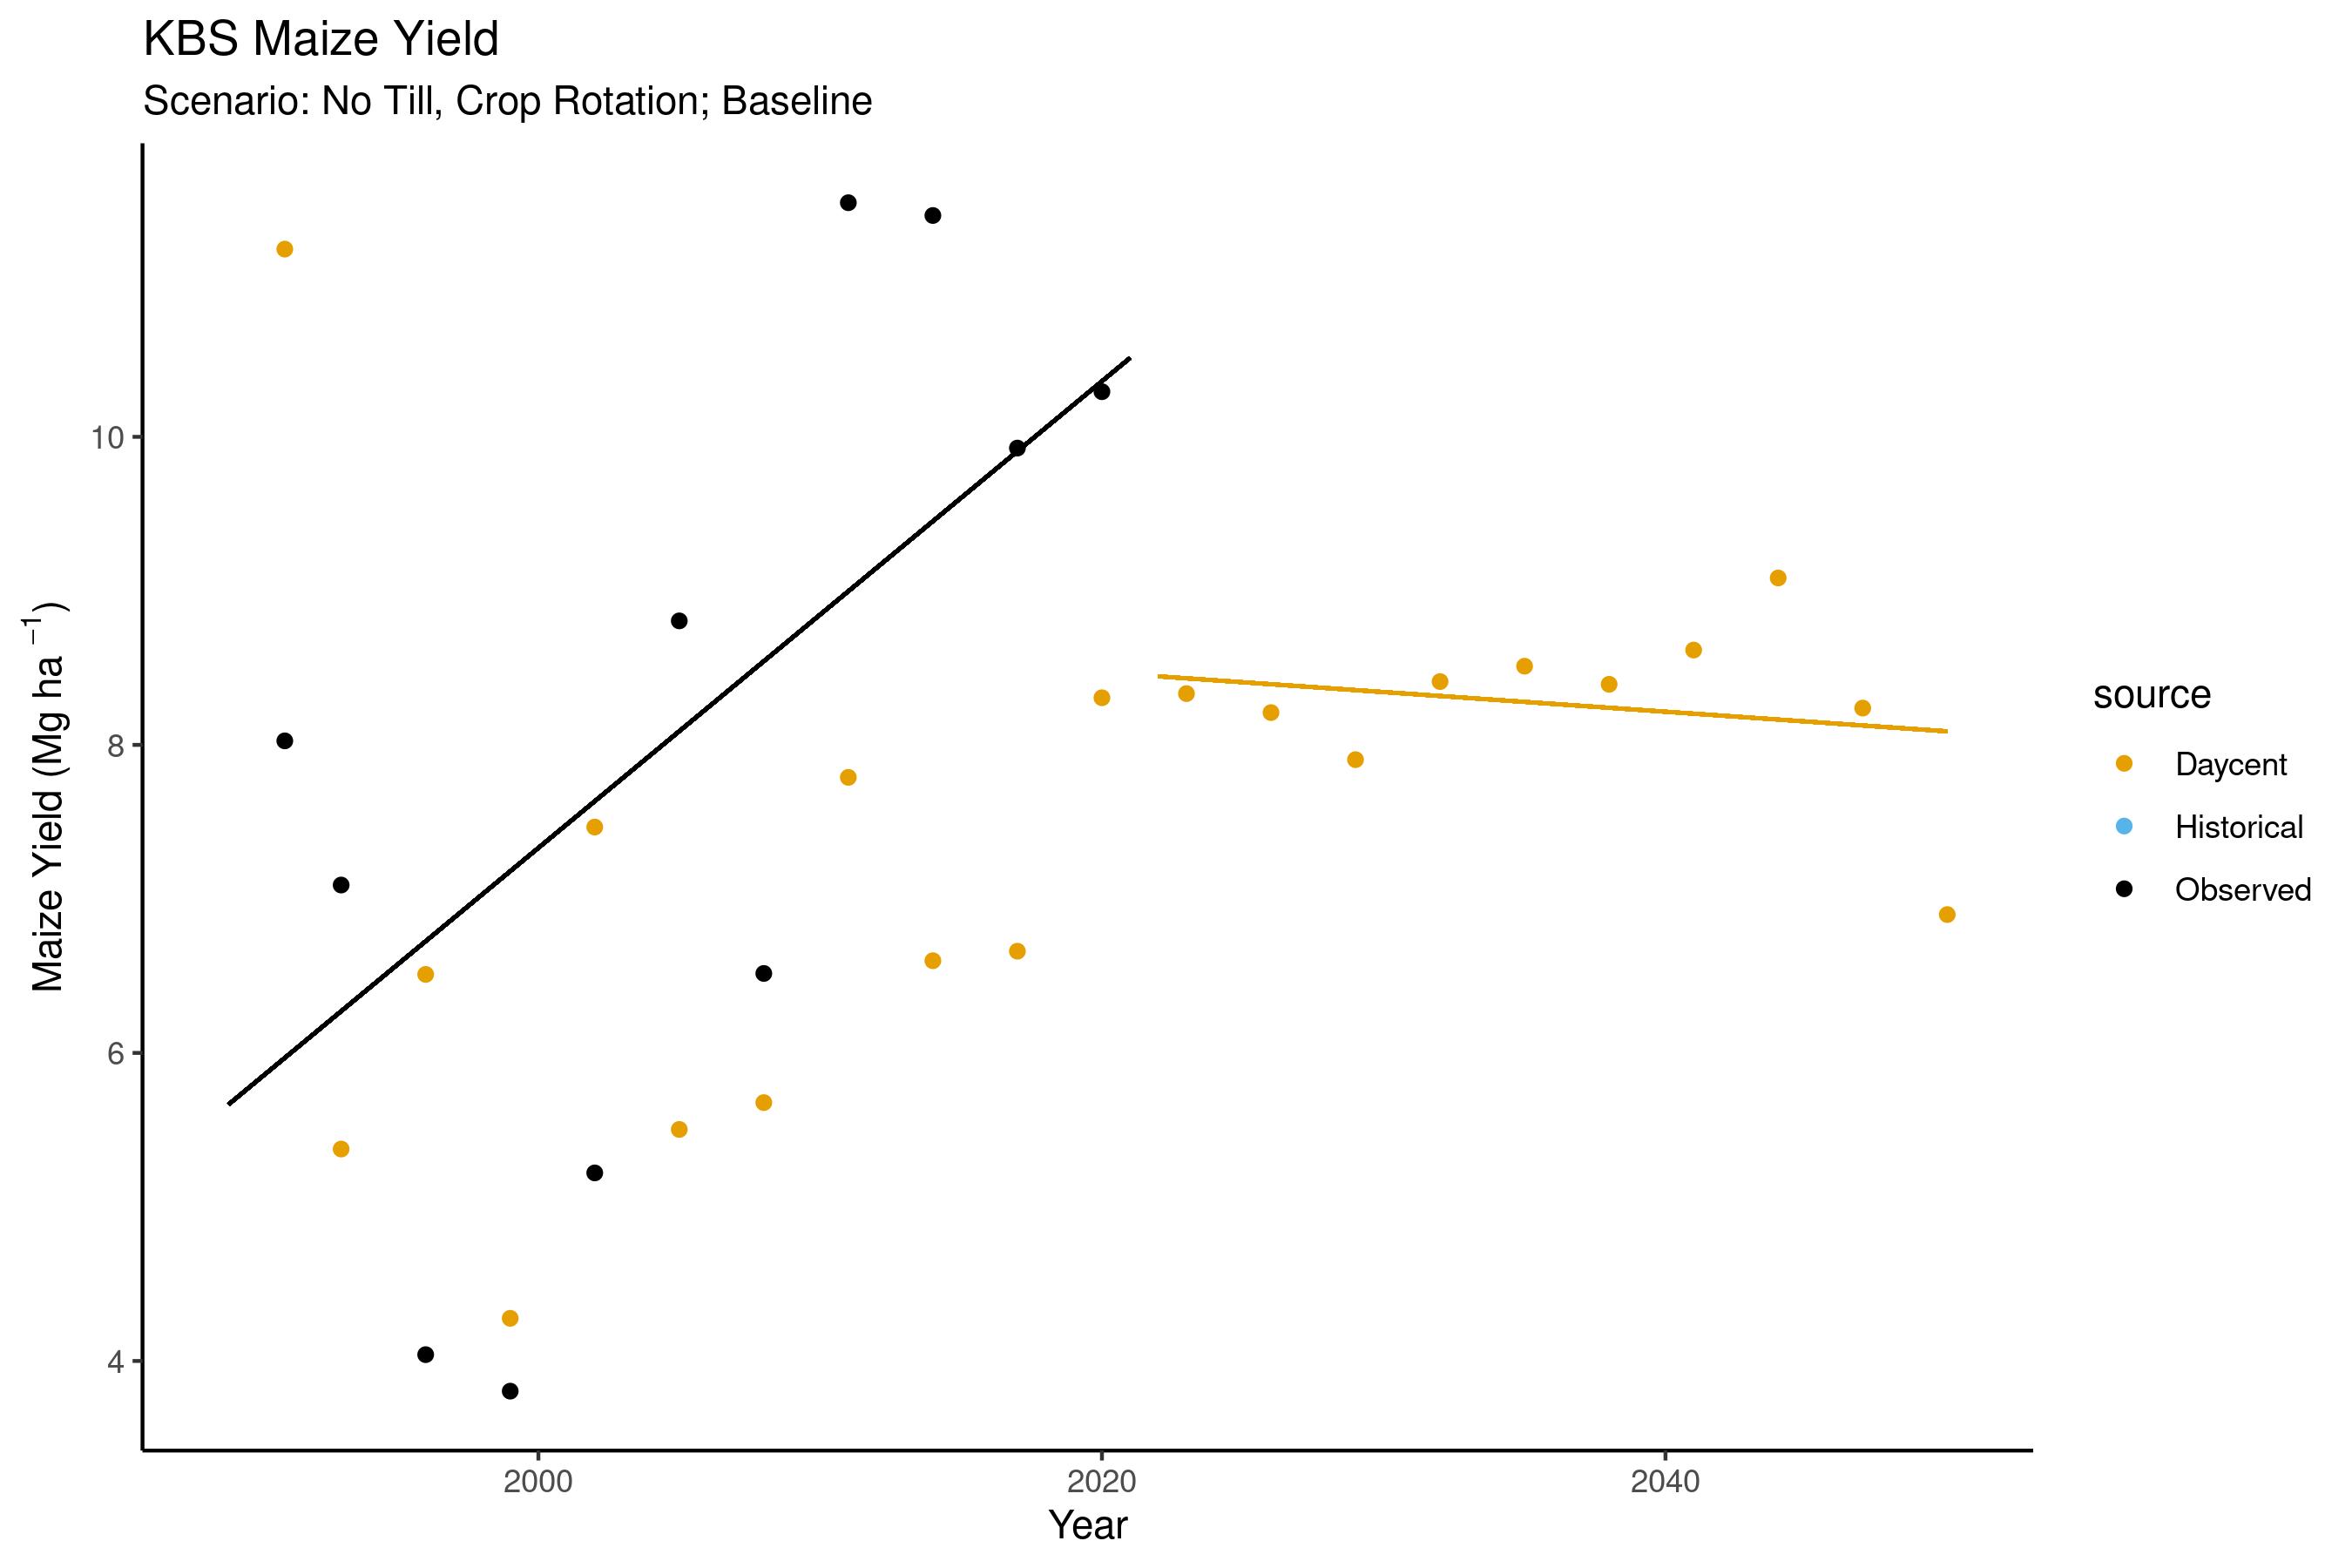 KBS Maize Yield
Scenario: No Till, Crop Rotation; Baseline
Maize Yield (Mg ha⁻¹)
10
8
6
4
2000
2020
2040
Year
source
Daycent
Historical
Observed